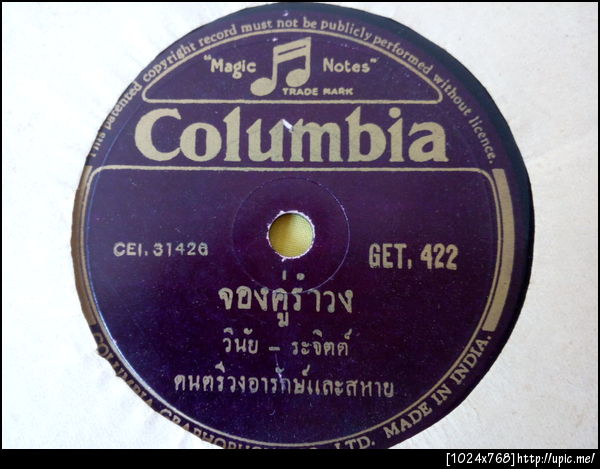 This patented copyright record must not be publicly performed without licence.
"Magic Notes"
TRADE MARK
Columbia
CEI. 31426
GET. 422
จองคู่รำวง
วินัย - ระจิตต์
ดนตรีวงอารักษ์และสหาย
COLUMBIA GRAPHOPHONE CO., LTD. MADE IN INDIA.
[1024x768]http://upic.me/